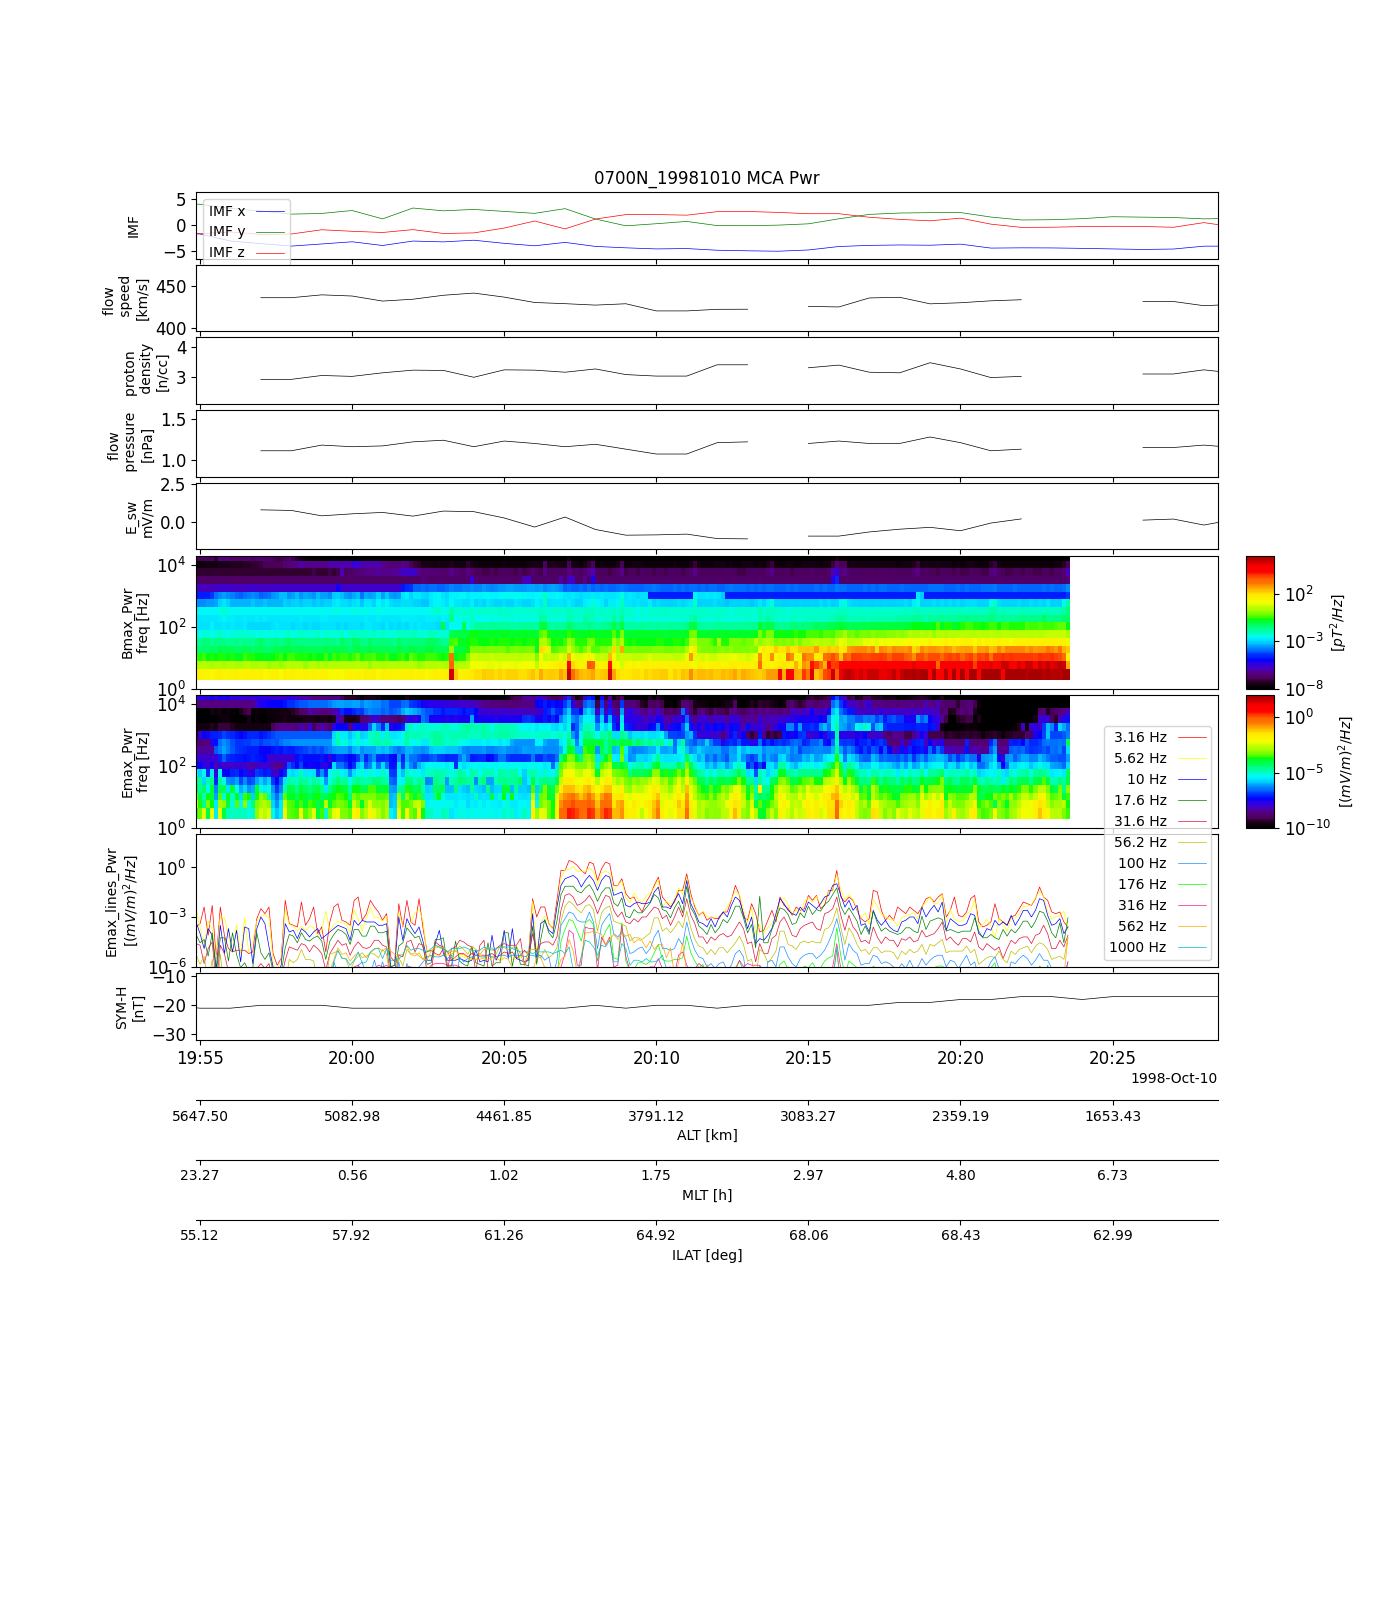 0700N_19981010 MCA Pwr
IMF
5
0
−5
IMF x
IMF y
IMF z
flow
speed
[km/s]
450
400
proton
density
[n/cc]
4
3
flow
pressure
[nPa]
1.5
1.0
E_sw
mV/m
2.5
0.0
Bmax_Pwr
freq [Hz]
10^4
10^2
10^0
10^2
10^−3
10^−8
[pT^2/Hz]
Emax_Pwr
freq [Hz]
10^4
10^2
10^0
10^0
10^−5
10^−10
[(mV/m)^2/Hz]
3.16 Hz
5.62 Hz
10 Hz
17.6 Hz
31.6 Hz
56.2 Hz
100 Hz
176 Hz
316 Hz
562 Hz
1000 Hz
Emax_lines_Pwr
[(mV/m)^2/Hz]
10^0
10^−3
10^−6
SYM-H
[nT]
−10
−20
−30
19:55 20:00 20:05 20:10 20:15 20:20 20:25
1998-Oct-10
5647.50 5082.98 4461.85 3791.12 3083.27 2359.19 1653.43
ALT [km]
23.27 0.56 1.02 1.75 2.97 4.80 6.73
MLT [h]
55.12 57.92 61.26 64.92 68.06 68.43 62.99
ILAT [deg]